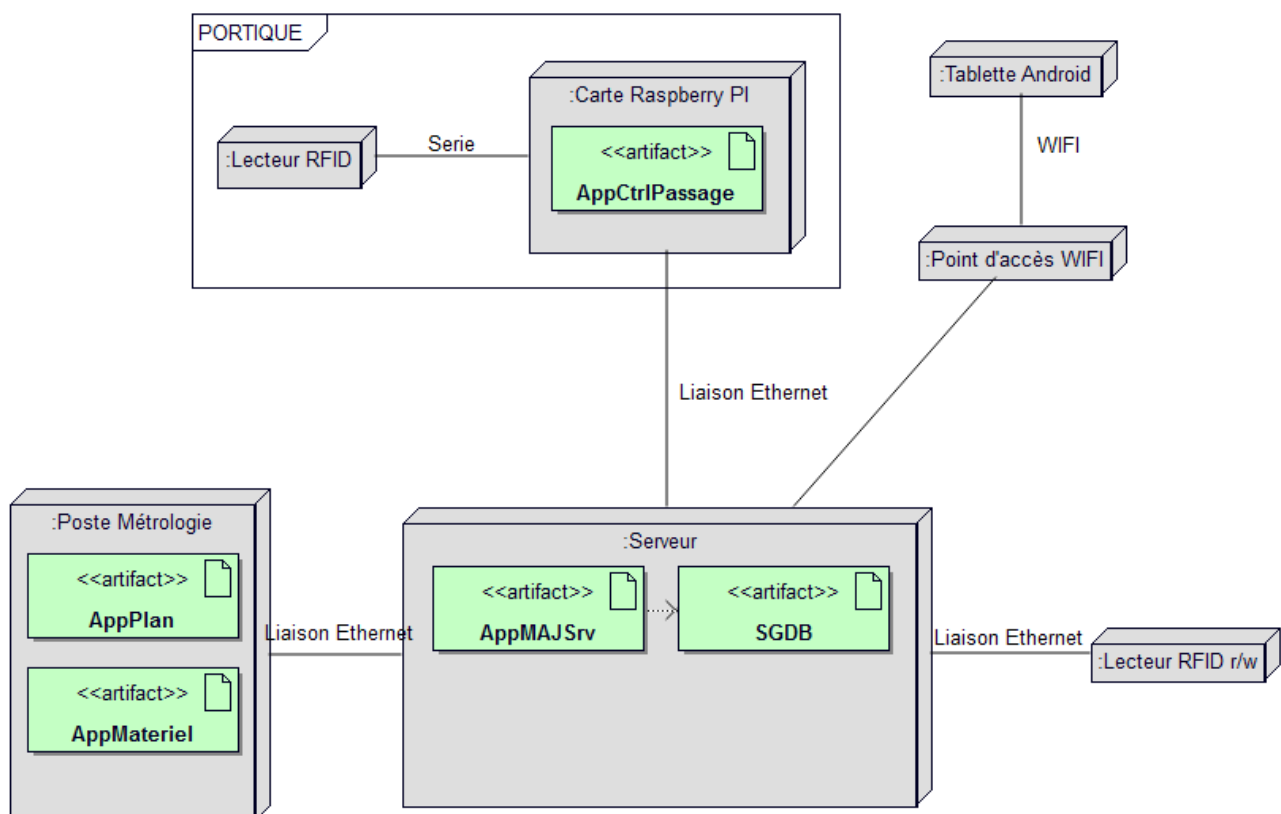 PORTIQUE
:Carte Raspberry PI
<<artifact>>
AppCtrlPassage
:Lecteur RFID
Serie
:Tablette Android
WIFI
:Point d'accès WIFI
Liaison Ethernet
:Poste Métrologie
<<artifact>>
AppPlan
<<artifact>>
AppMateriel
Liaison Ethernet
:Serveur
<<artifact>>
AppMAJSrv
<<artifact>>
SGDB
Liaison Ethernet
:Lecteur RFID r/w